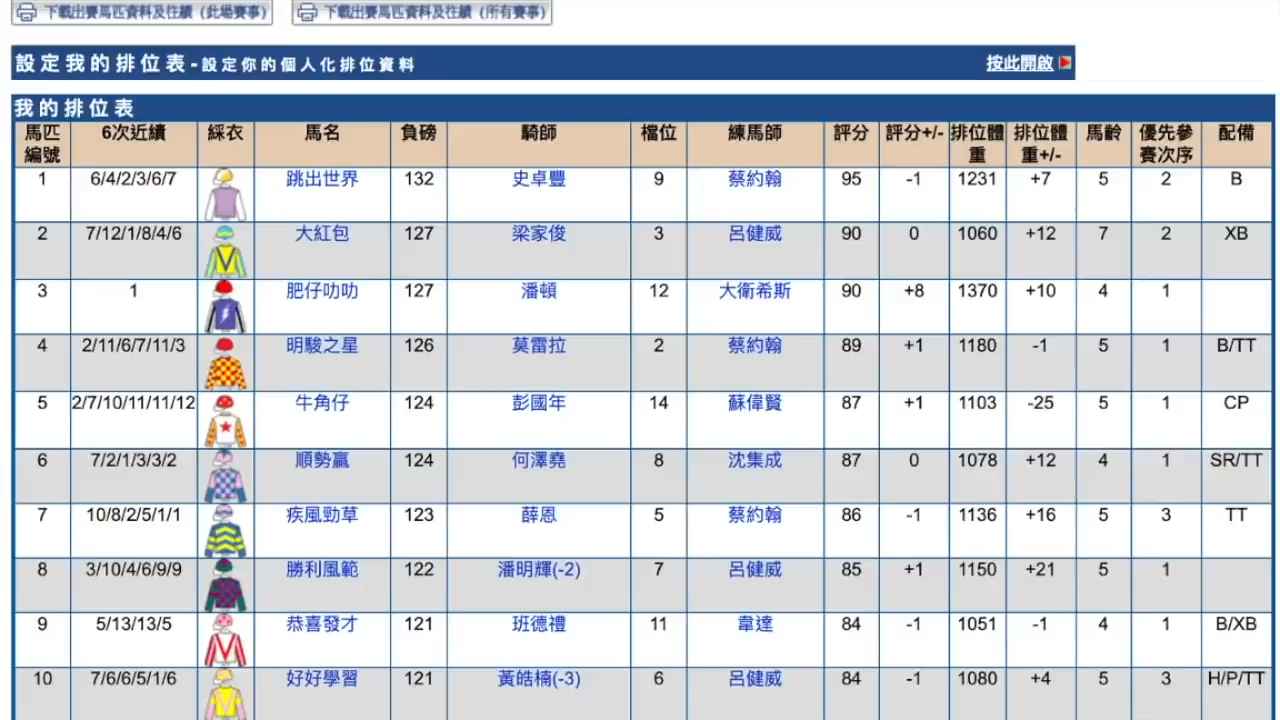 下載出賽馬匹資料及往績 (此場賽事) 下載出賽馬匹資料及往績 (所有賽事)
設定我的排位表-設定你的個人化排位資料 按此開啟
我的排位表
馬匹編號 6次近績 綵衣 馬名 負磅 騎師 檔位 練馬師 評分 評分+/- 排位體重 排位體重+/- 馬齡 優先參賽次序 配備
1 6/4/2/3/6/7 跳出世界 132 史卓豐 9 蔡約翰 95 -1 1231 +7 5 2 B
2 7/12/1/8/4/6 大紅包 127 梁家俊 3 呂健威 90 0 1060 +12 7 2 XB
3 1 肥仔叻叻 127 潘頓 12 大衛希斯 90 +8 1370 +10 4 1
4 2/11/6/7/11/3 明駿之星 126 莫雷拉 2 蔡約翰 89 +1 1180 -1 5 1 B/TT
5 2/7/10/11/11/12 牛角仔 124 彭國年 14 蘇偉賢 87 +1 1103 -25 5 1 CP
6 7/2/1/3/3/2 順勢贏 124 何澤堯 8 沈集成 87 0 1078 +12 4 1 SR/TT
7 10/8/2/5/1/1 疾風勁草 123 薛恩 5 蔡約翰 86 -1 1136 +16 5 3 TT
8 3/10/4/6/9/9 勝利風範 122 潘明輝(-2) 7 呂健威 85 +1 1150 +21 5 1
9 5/13/13/5 恭喜發才 121 班德禮 11 韋達 84 -1 1051 -1 4 1 B/XB
10 7/6/6/5/1/6 好好學習 121 黃皓楠(-3) 6 呂健威 84 -1 1080 +4 5 3 H/P/TT